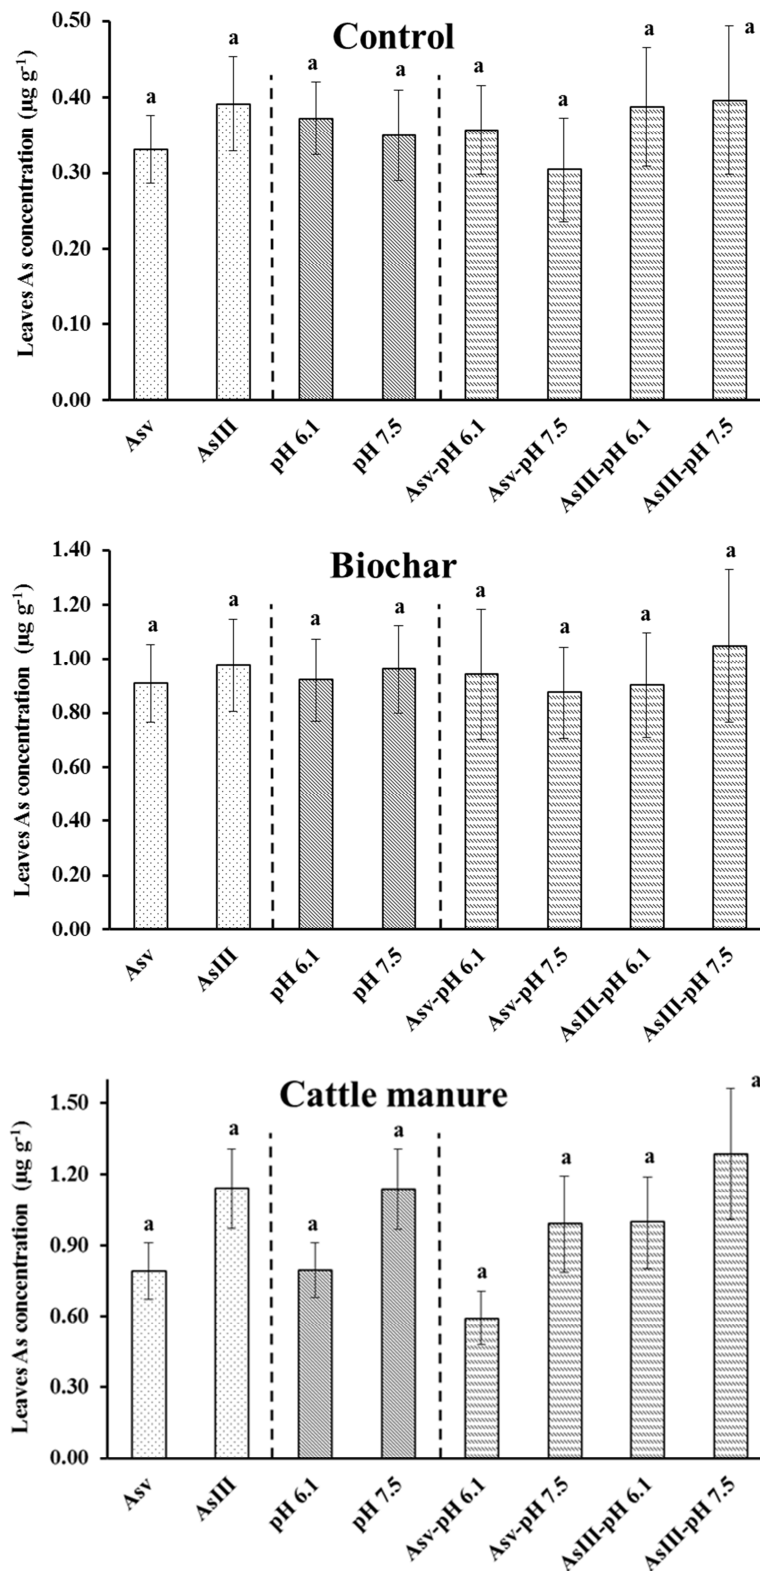 Control
Leaves As concentration (µg g-1)
0.50
0.40
0.30
0.20
0.10
0.00
a
a
a
a
a
a
a
a
Asv
AsIII
pH 6.1
pH 7.5
Asv-pH 6.1
Asv-pH 7.5
AsIII-pH 6.1
AsIII-pH 7.5
Biochar
Leaves As concentration (µg g-1)
1.40
1.20
1.00
0.80
0.60
0.40
0.20
0.00
a
a
a
a
a
a
a
a
Asv
AsIII
pH 6.1
pH 7.5
Asv-pH 6.1
Asv-pH 7.5
AsIII-pH 6.1
AsIII-pH 7.5
Cattle manure
Leaves As concentration (µg g-1)
1.50
1.20
0.90
0.60
0.30
0.00
a
a
a
a
a
a
a
a
Asv
AsIII
pH 6.1
pH 7.5
Asv-pH 6.1
Asv-pH 7.5
AsIII-pH 6.1
AsIII-pH 7.5